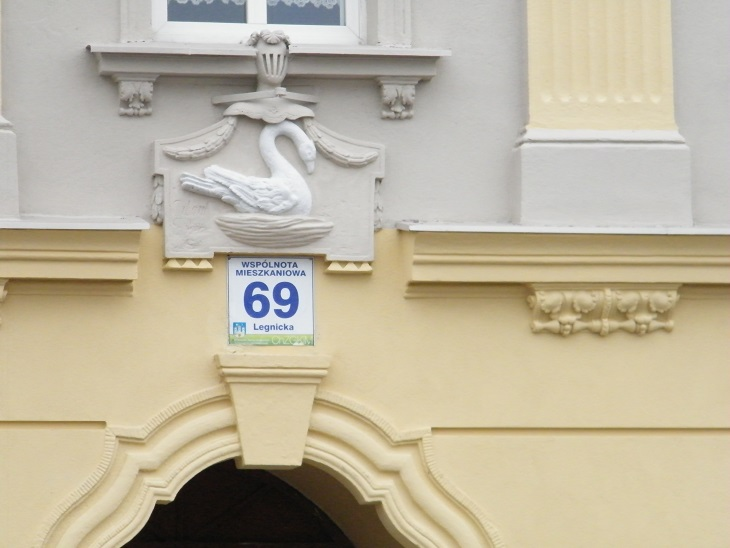 WSPÓLNOTA
MIESZKANIOWA
69
Legnicka